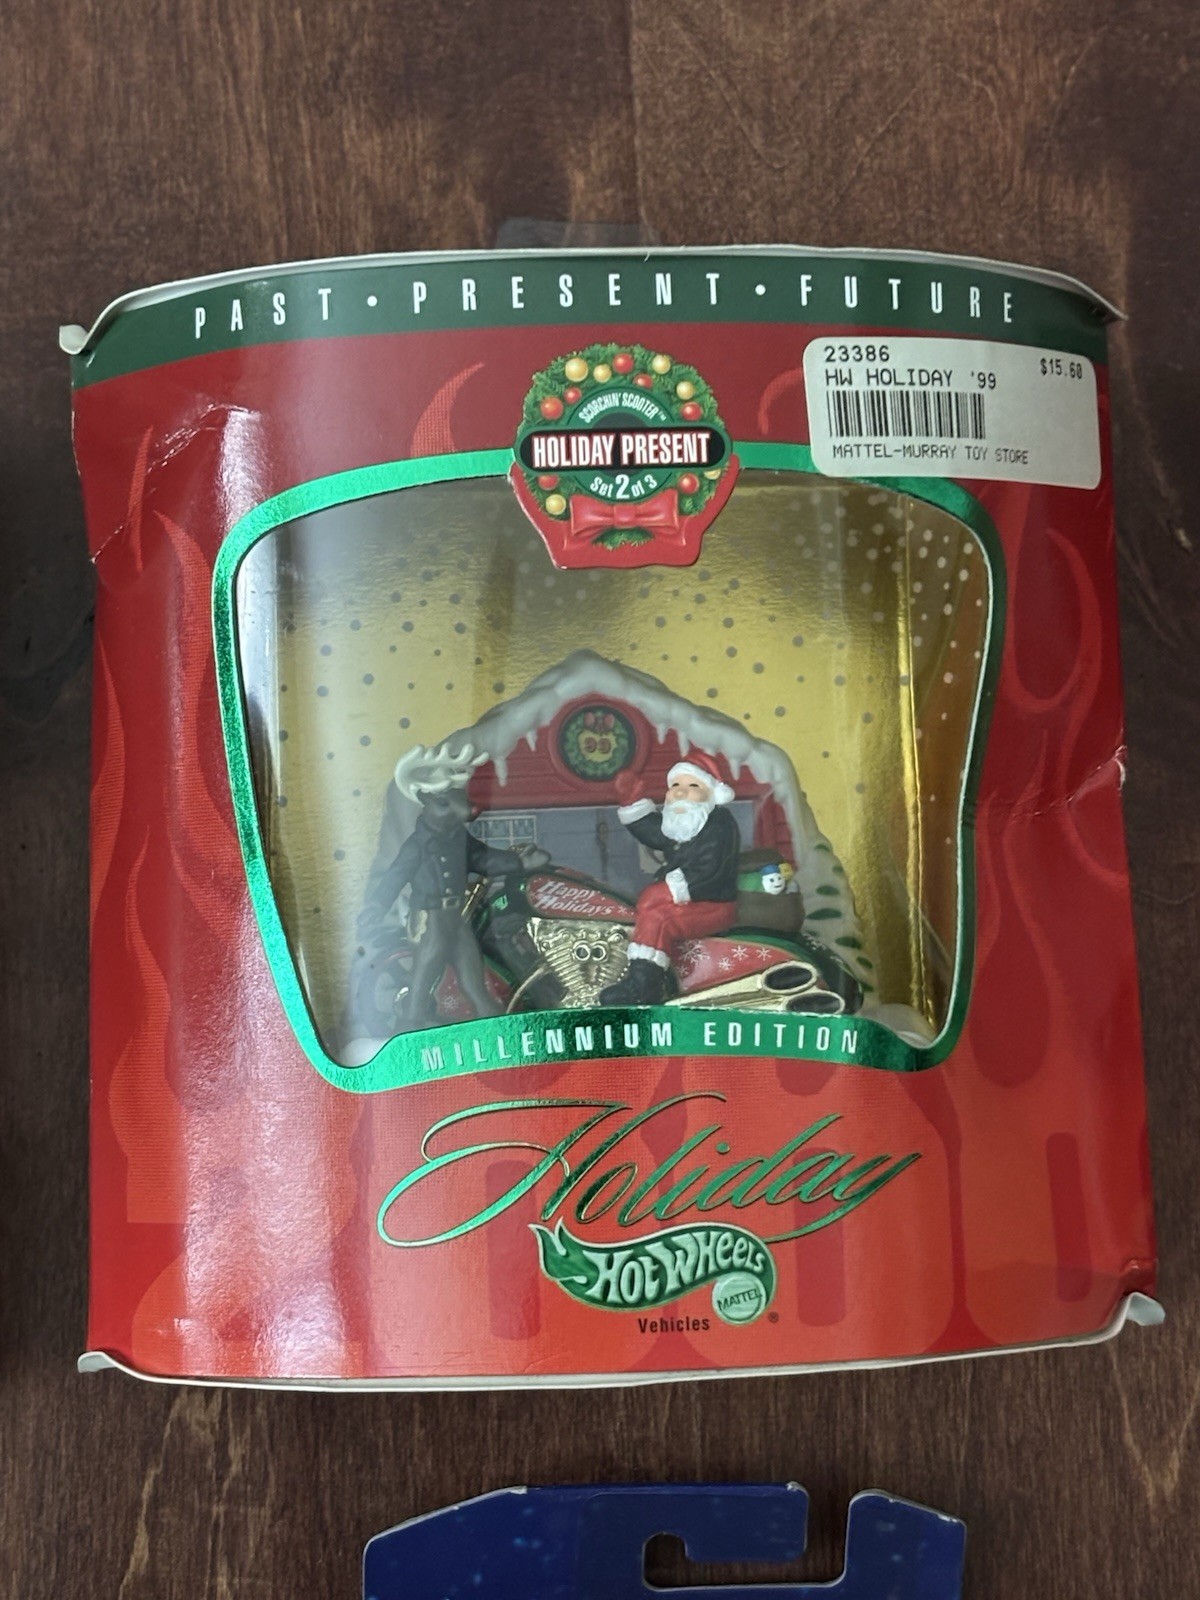 PAST • PRESENT • FUTURE
23386
$15.60
HW HOLIDAY '99
MATTEL-MURRAY TOY STORE
SCORCHIN' SCOOTER™
HOLIDAY PRESENT
Set 2 of 3
99
Happy
Holidays
MILLENNIUM EDITION
Holiday
Hot Wheels
MATTEL
®
Vehicles